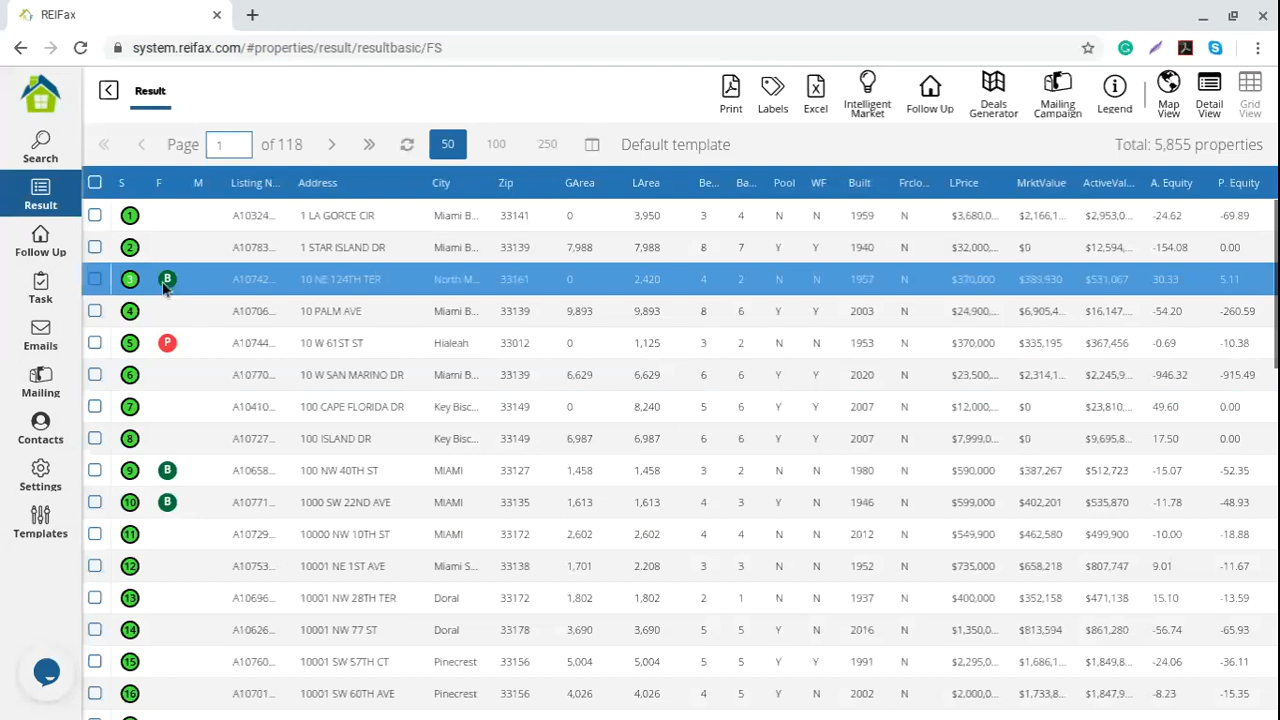 REIFax
system.reifax.com/#properties/result/resultbasic/FS
Result
Print Labels Excel Intelligent Market Follow Up Deals Generator Mailing Campaign Legend Map View Detail View Grid View
Page 1 of 118 50 100 250 Default template Total: 5,855 properties
Search
Result
Follow Up
Task
Emails
Mailing
Contacts
Settings
Templates
S F M Listing N... Address City Zip GArea LArea Be... Ba... Pool WF Built Frclo... LPrice MrktValue ActiveVal... A. Equity P. Equity
1 A10324... 1 LA GORCE CIR Miami B... 33141 0 3,950 3 4 N N 1959 N $3,680,0... $2,166,1... $2,953,0... -24.62 -69.89
2 A10783... 1 STAR ISLAND DR Miami B... 33139 7,988 7,988 8 7 Y Y 1940 N $32,000,... $0 $12,594,... -154.08 0.00
3 B A10742... 10 NE 124TH TER North M... 33161 0 2,420 4 2 N N 1957 N $370,000 $389,930 $531,067 30.33 5.11
4 A10706... 10 PALM AVE Miami B... 33139 9,893 9,893 8 6 Y Y 2003 N $24,900,... $6,905,4... $16,147,... -54.20 -260.59
5 P A10744... 10 W 61ST ST Hialeah 33012 0 1,125 3 2 N N 1953 N $370,000 $335,195 $367,456 -0.69 -10.38
6 A10770... 10 W SAN MARINO DR Miami B... 33139 6,629 6,629 6 6 Y Y 2020 N $23,500,... $2,314,1... $2,245,9... -946.32 -915.49
7 A10410... 100 CAPE FLORIDA DR Key Bisc... 33149 0 8,240 5 6 Y Y 2007 N $12,000,... $0 $23,810,... 49.60 0.00
8 A10727... 100 ISLAND DR Key Bisc... 33149 6,987 6,987 6 6 Y Y 2007 N $7,999,0... $0 $9,695,8... 17.50 0.00
9 B A10658... 100 NW 40TH ST MIAMI 33127 1,458 1,458 3 2 N N 1980 N $590,000 $387,267 $512,723 -15.07 -52.35
10 B A10771... 1000 SW 22ND AVE MIAMI 33135 1,613 1,613 4 3 Y N 1946 N $599,000 $402,201 $535,870 -11.78 -48.93
11 A10729... 10000 NW 10TH ST MIAMI 33172 2,602 2,602 4 4 N N 2012 N $549,900 $462,580 $499,900 -10.00 -18.88
12 A10753... 10001 NE 1ST AVE Miami S... 33138 1,701 2,208 3 3 Y N 1952 N $735,000 $658,218 $807,747 9.01 -11.67
13 A10696... 10001 NW 28TH TER Doral 33172 1,802 1,802 2 1 N N 1937 N $400,000 $352,158 $471,138 15.10 -13.59
14 A10626... 10001 NW 77 ST Doral 33178 3,690 3,690 5 5 Y N 2016 N $1,350,0... $813,594 $861,280 -56.74 -65.93
15 A10760... 10001 SW 57TH CT Pinecrest 33156 5,004 5,004 5 5 Y Y 1991 N $2,295,0... $1,686,1... $1,849,8... -24.06 -36.11
16 A10701... 10001 SW 60TH AVE Pinecrest 33156 4,026 4,026 4 5 Y N 2002 N $2,000,0... $1,733,8... $1,847,9... -8.23 -15.35